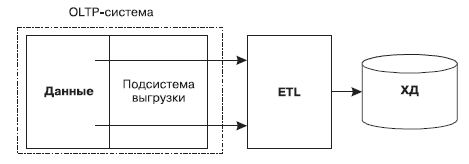 OLTP-система
Данные
Подсистема
выгрузки
ETL
ХД